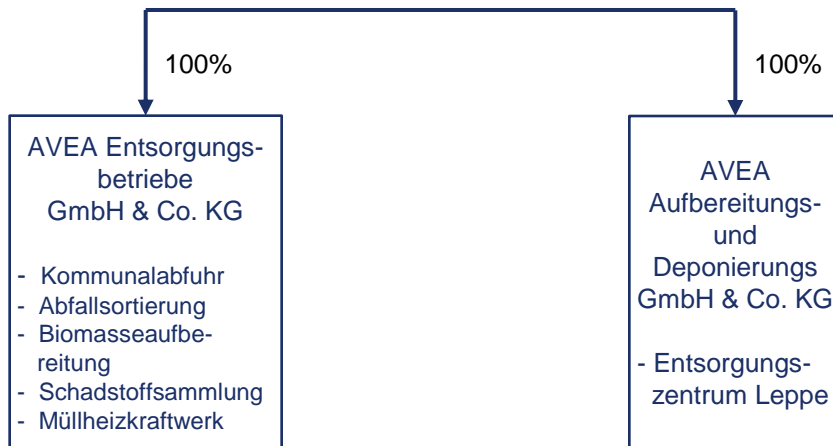 100%
100%
AVEA Entsorgungs-
betriebe
GmbH & Co. KG
- Kommunalabfuhr
- Abfallsortierung
- Biomasseaufbe-
reitung
- Schadstoffsammlung
- Müllheizkraftwerk
AVEA
Aufbereitungs-
und
Deponierungs
GmbH & Co. KG
- Entsorgungs-
zentrum Leppe